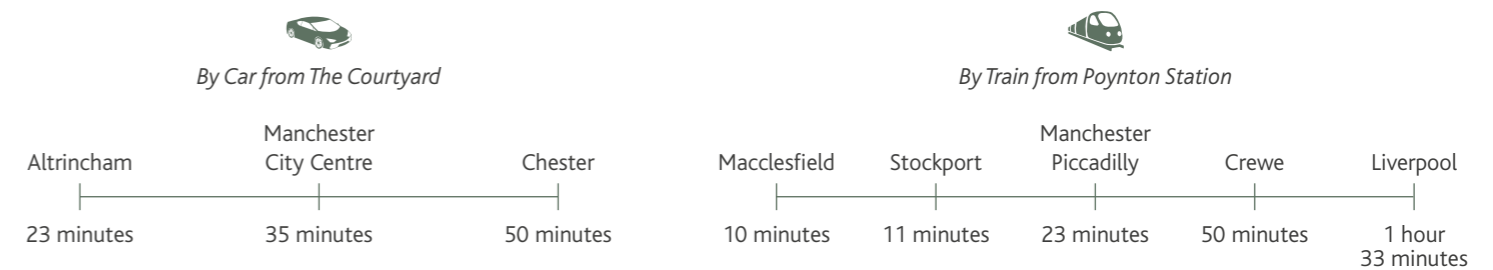 By Car from The Courtyard
Altrincham
Manchester
City Centre
Chester
23 minutes
35 minutes
50 minutes
By Train from Poynton Station
Macclesfield
Stockport
Manchester
Piccadilly
Crewe
Liverpool
10 minutes
11 minutes
23 minutes
50 minutes
1 hour
33 minutes